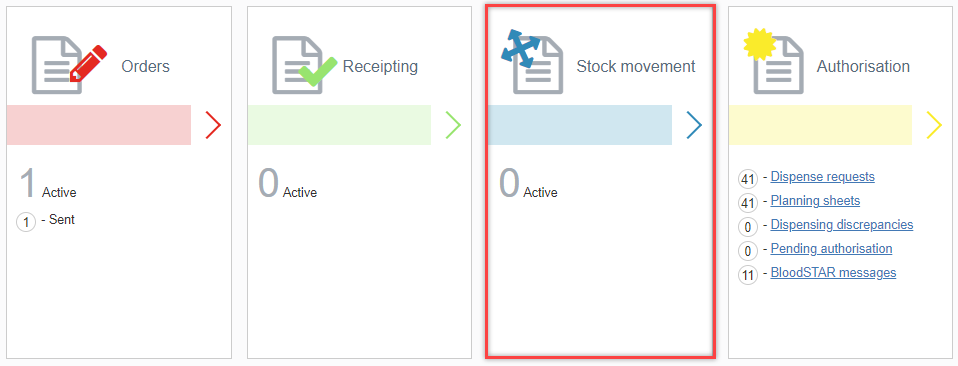 Orders
1 Active
1 - Sent
Receipting
0 Active
Stock movement
0 Active
Authorisation
41 - Dispense requests
41 - Planning sheets
0 - Dispensing discrepancies
0 - Pending authorisation
11 - BloodSTAR messages